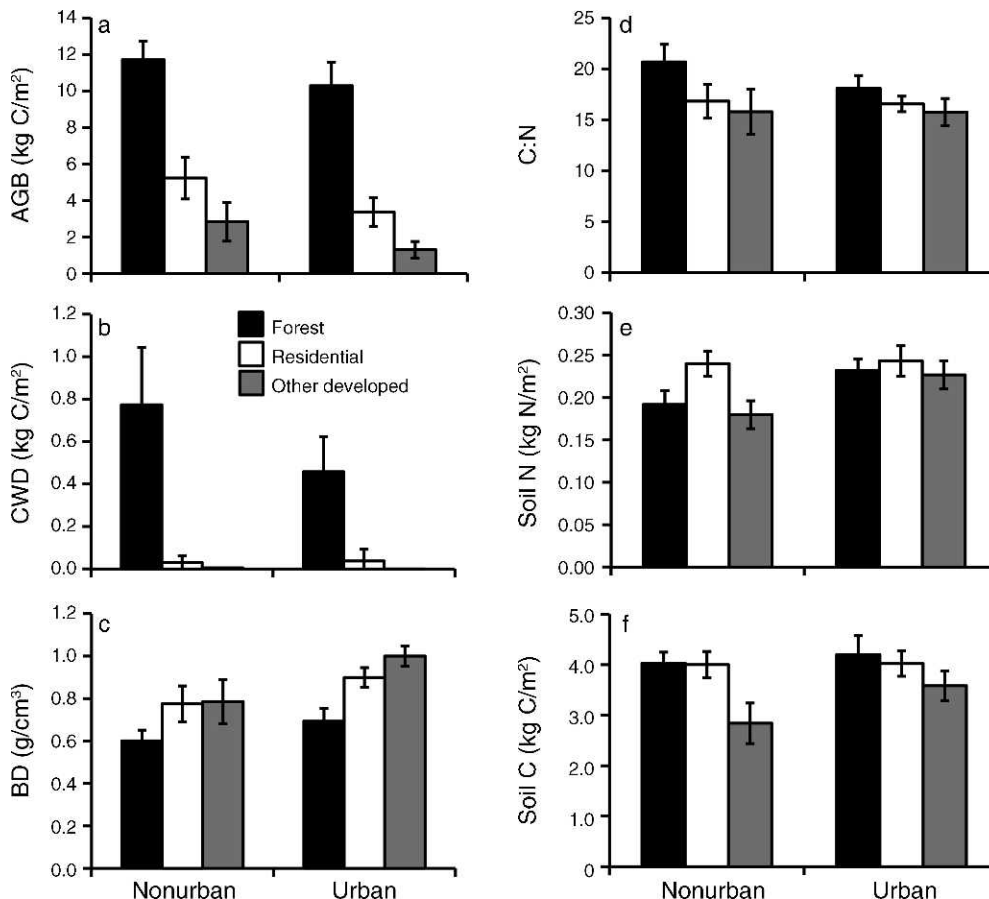 a
AGB (kg C/m²)
14
12
10
8
6
4
2
0
b
CWD (kg C/m²)
1.2
1.0
0.8
0.6
0.4
0.2
0.0
Forest
Residential
Other developed
c
BD (g/cm³)
1.2
1.0
0.8
0.6
0.4
0.2
0.0
Nonurban
Urban
d
C:N
25
20
15
10
5
0
e
Soil N (kg N/m²)
0.30
0.25
0.20
0.15
0.10
0.05
0.00
f
Soil C (kg C/m²)
5.0
4.0
3.0
2.0
1.0
0.0
Nonurban
Urban